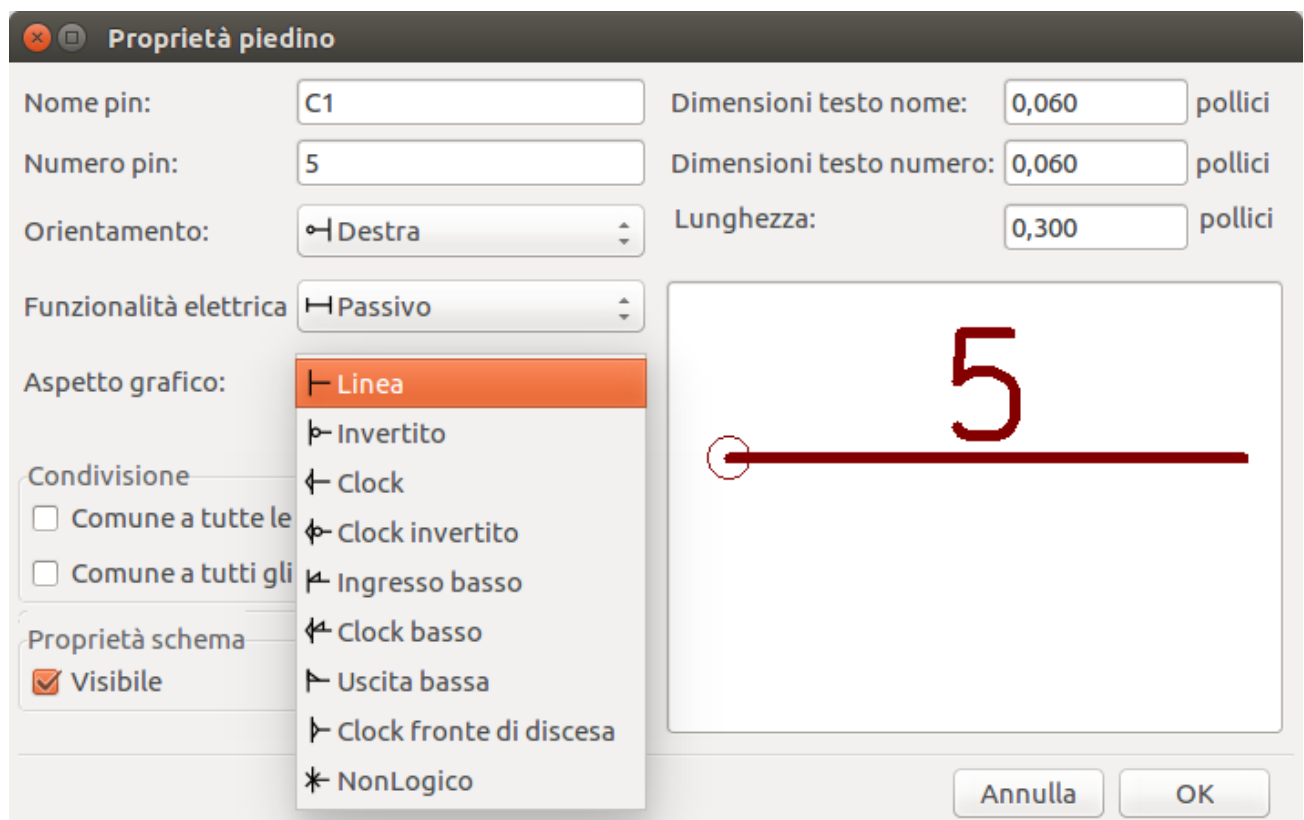 Proprietà piedino
Nome pin: C1
Numero pin: 5
Orientamento: Destra
Funzionalità elettrica Passivo
Aspetto grafico:
Linea
Invertito
Clock
Clock invertito
Ingresso basso
Clock basso
Uscita bassa
Clock fronte di discesa
NonLogico
Condivisione
Comune a tutte le
Comune a tutti gli
Proprietà schema
Visibile
Dimensioni testo nome: 0,060 pollici
Dimensioni testo numero: 0,060 pollici
Lunghezza: 0,300 pollici
5
Annulla
OK